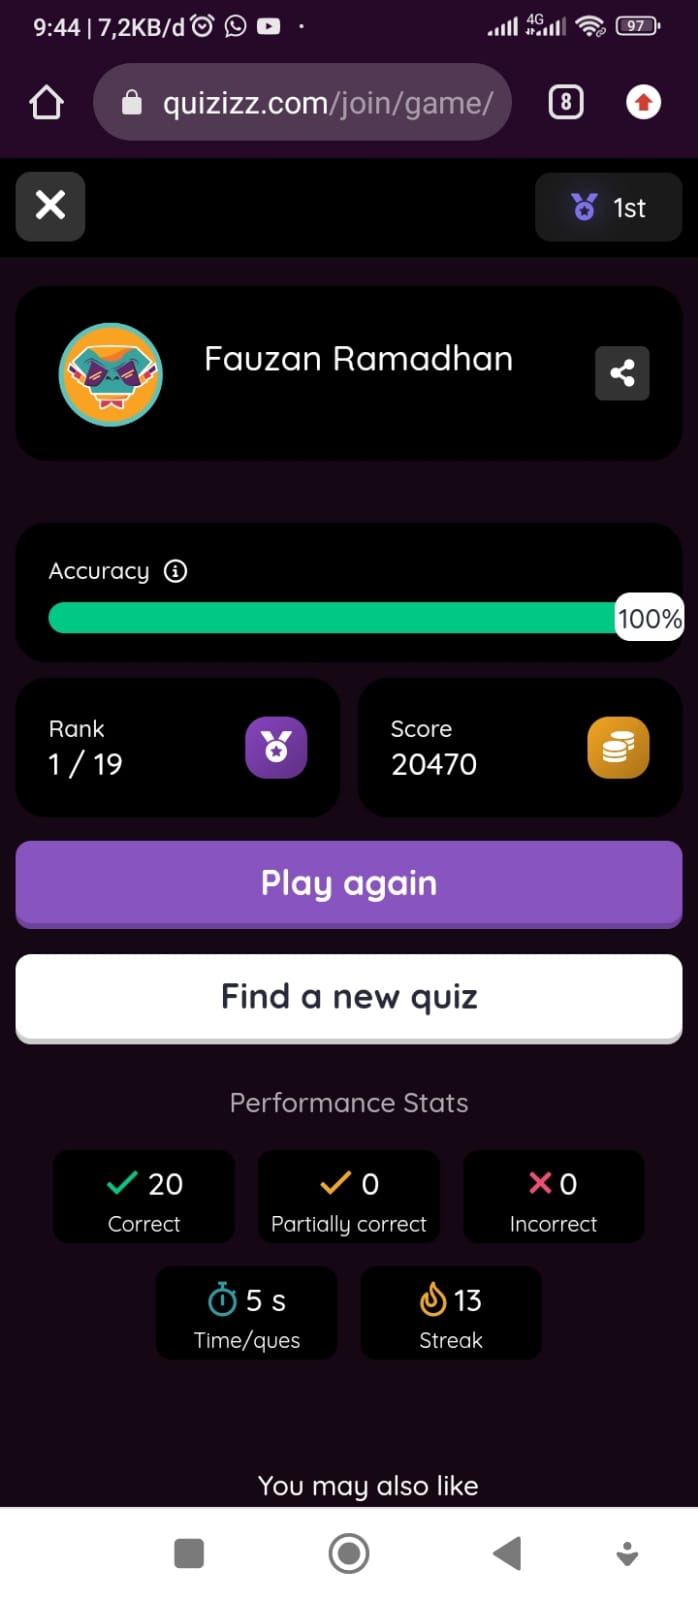 9:44 | 7,2KB/d
4G
97
quizizz.com/join/game/
8
1st
Fauzan Ramadhan
Accuracy
100%
Rank
1 / 19
Score
20470
Play again
Find a new quiz
Performance Stats
20
Correct
0
Partially correct
0
Incorrect
5 s
Time/ques
13
Streak
You may also like